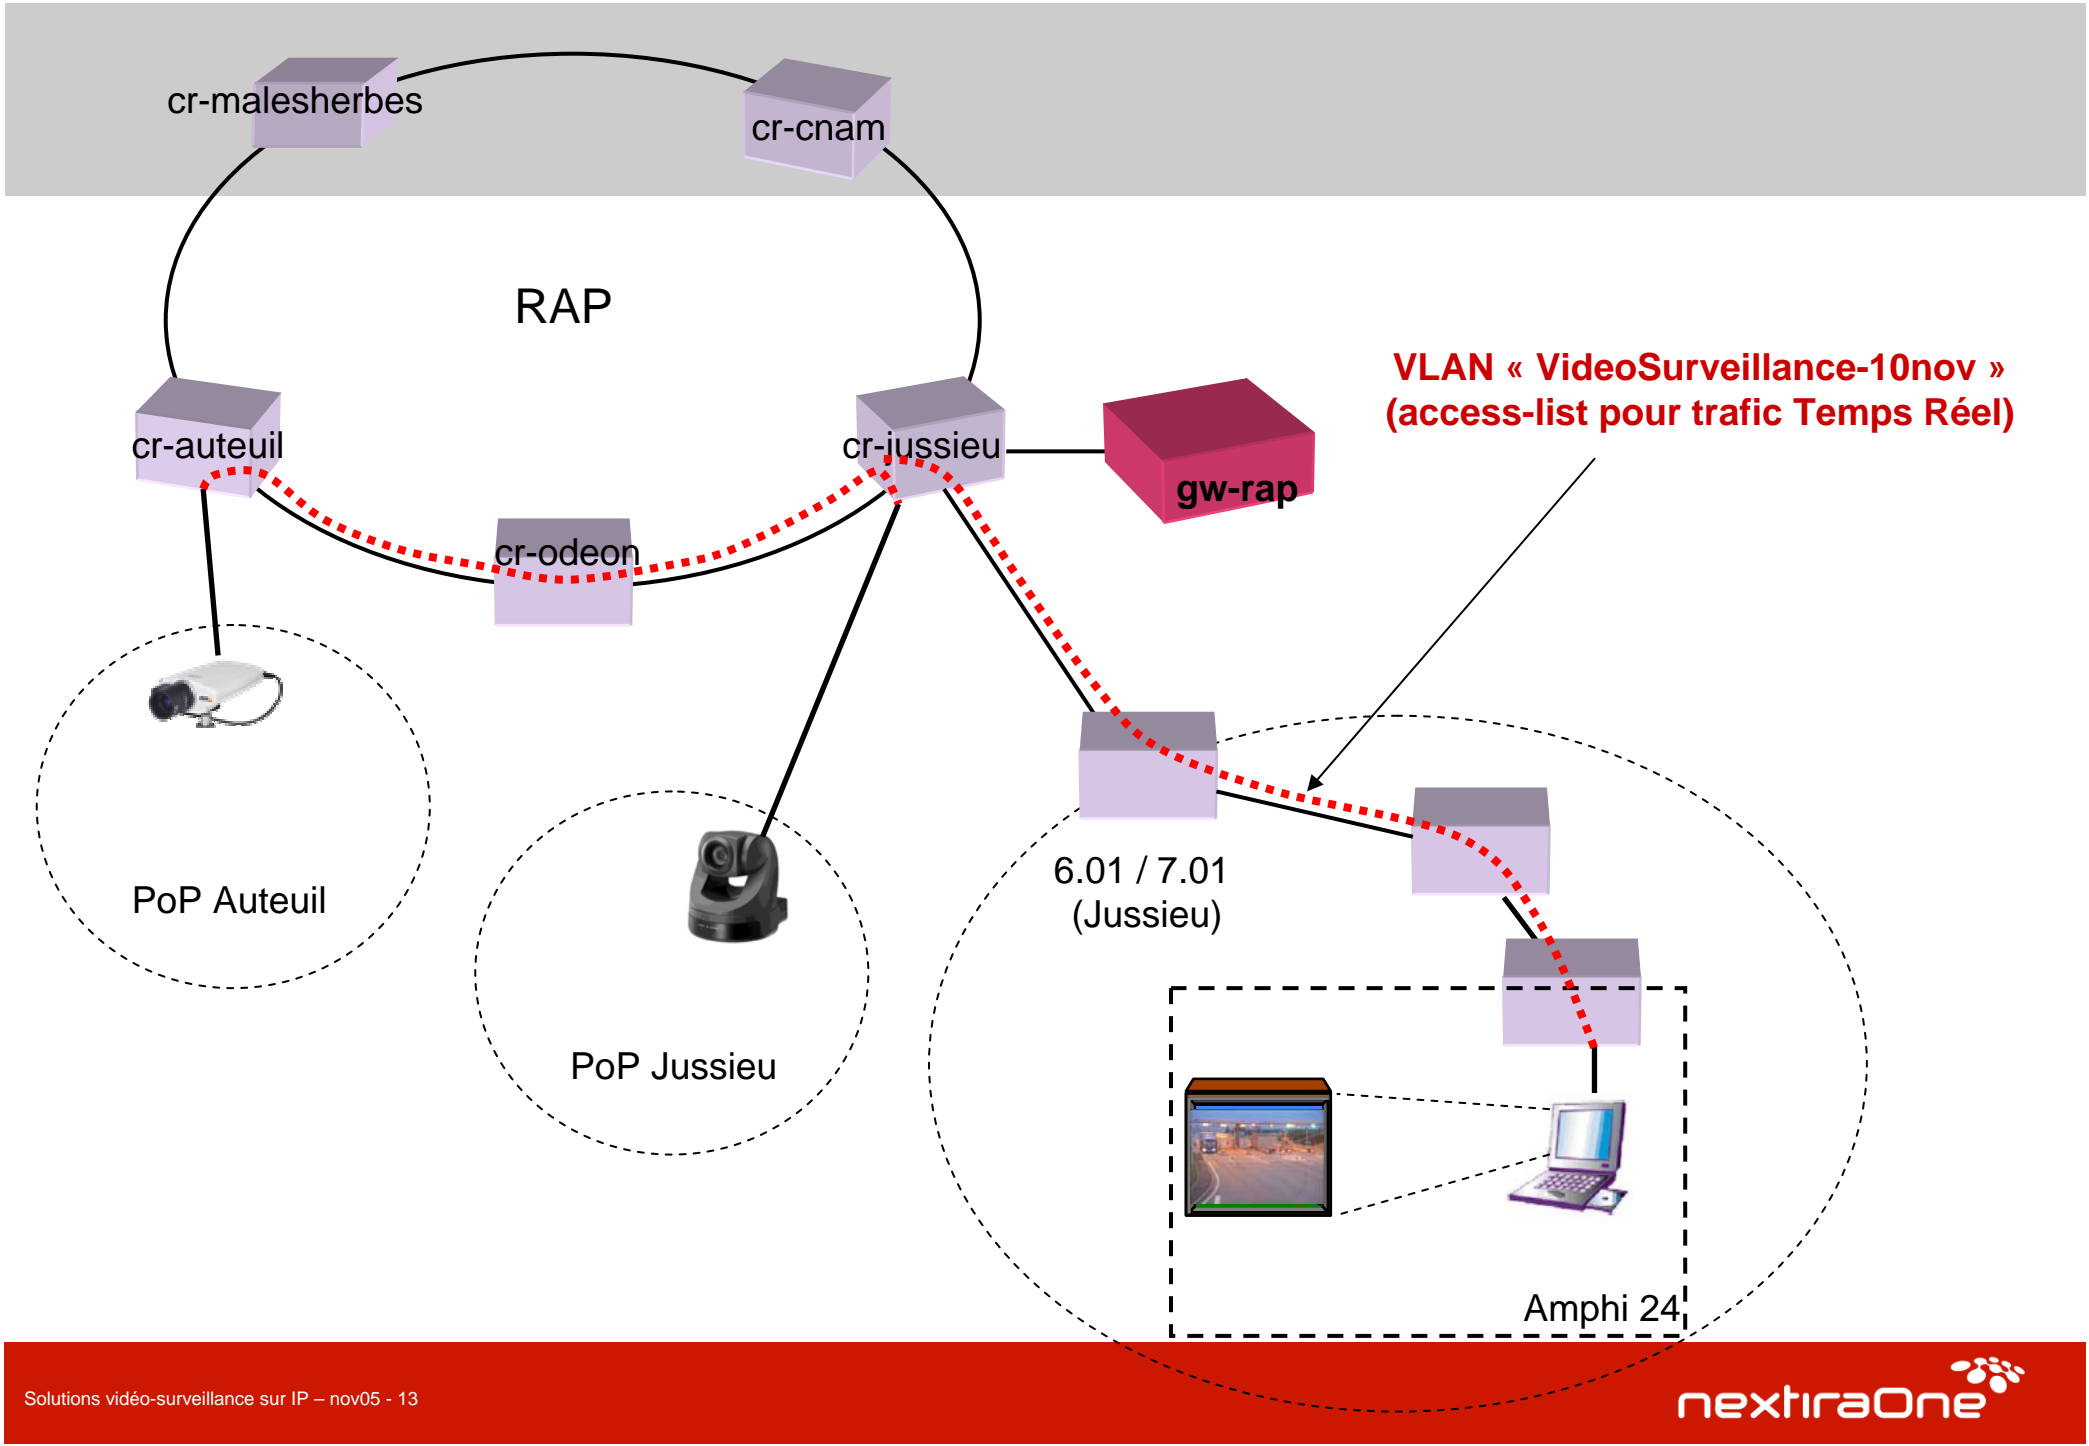 cr-malesherbes
cr-cnam
RAP
VLAN « VideoSurveillance-10nov »
(access-list pour trafic Temps Réel)
cr-auteuil
cr-jussieu
gw-rap
cr-odeon
6.01 / 7.01
(Jussieu)
PoP Auteuil
PoP Jussieu
Amphi 24
Solutions vidéo-surveillance sur IP – nov05 - 13
nextiraOne